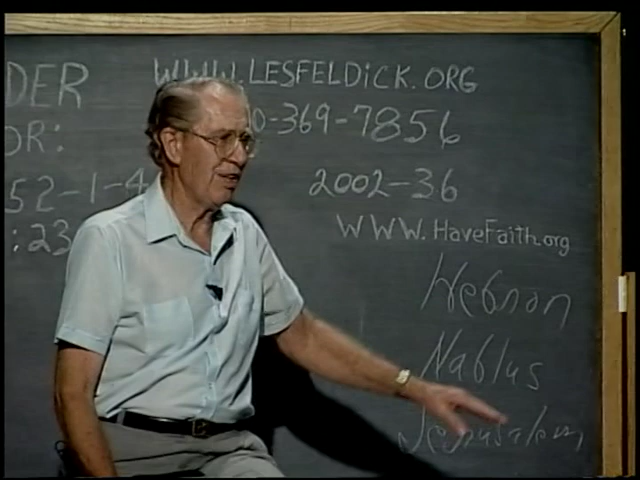 DER WWW.LESFELDICK.ORG
OR: 0-369-7856
52-1-4 2002-36
:23 WWW.HaveFaith.org
Hebron
Nablus
Jerusalem